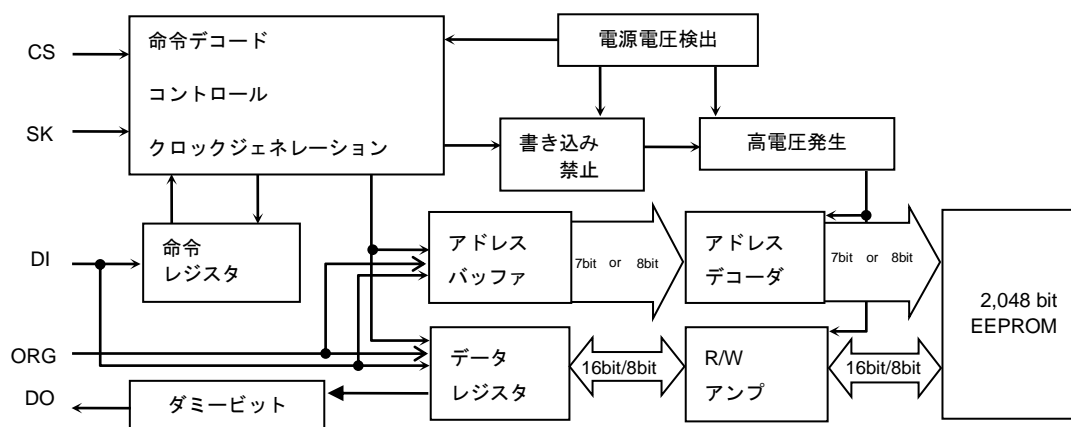 CS
SK
DI
ORG
DO
命令デコード
コントロール
クロックジェネレーション
電源電圧検出
書き込み
禁止
高電圧発生
命令
レジスタ
アドレス
バッファ
7bit or 8bit
アドレス
デコーダ
7bit or 8bit
2,048 bit
EEPROM
データ
レジスタ
16bit/8bit
R/W
アンプ
16bit/8bit
ダミービット